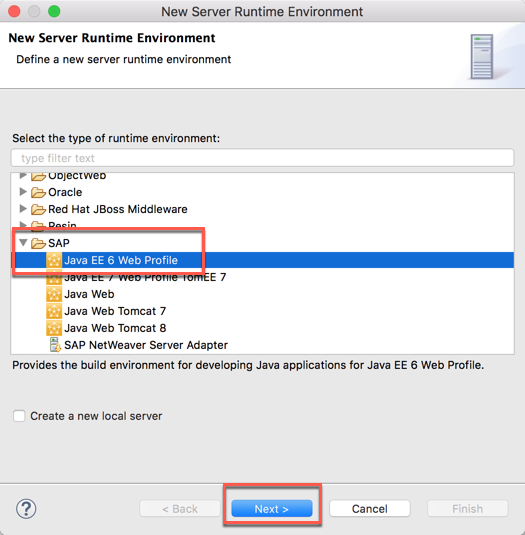 New Server Runtime Environment
New Server Runtime Environment
Define a new server runtime environment
Select the type of runtime environment:
type filter text
ObjectWeb
Oracle
Red Hat JBoss Middleware
Resin
SAP
Java EE 6 Web Profile
Java EE 7 Web Profile TomEE 7
Java Web
Java Web Tomcat 7
Java Web Tomcat 8
SAP NetWeaver Server Adapter
Provides the build environment for developing Java applications for Java EE 6 Web Profile.
Create a new local server
? < Back Next > Cancel Finish